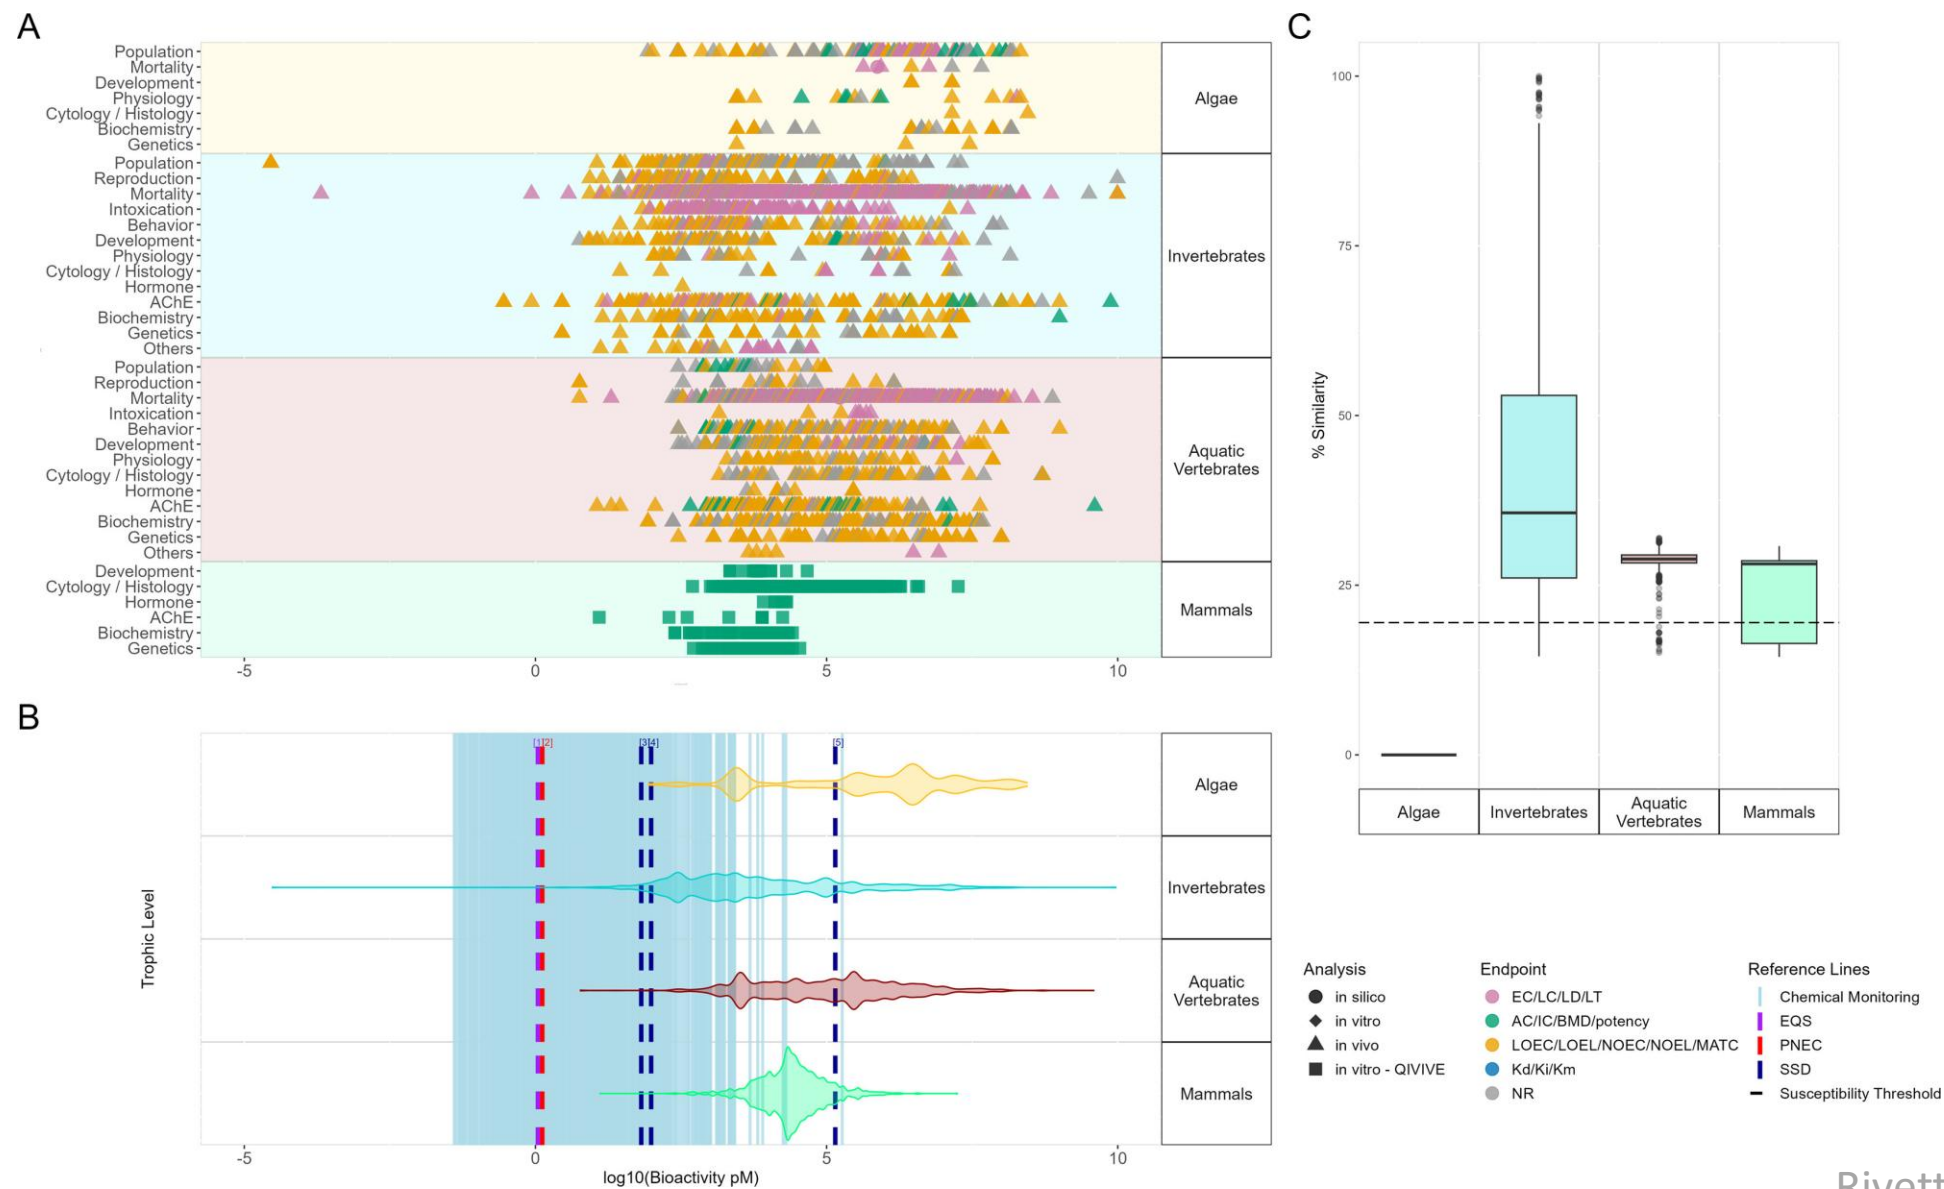 A
Population
Mortality
Development
Physiology
Cytology / Histology
Biochemistry
Genetics
Algae
Population
Reproduction
Mortality
Intoxication
Behavior
Development
Physiology
Cytology / Histology
Hormone
AChE
Biochemistry
Genetics
Others
Invertebrates
Population
Reproduction
Mortality
Intoxication
Behavior
Development
Physiology
Cytology / Histology
Hormone
AChE
Biochemistry
Genetics
Others
Aquatic
Vertebrates
Development
Cytology / Histology
Hormone
AChE
Biochemistry
Genetics
Mammals
-5 0 5 10
B
Trophic Level
[1] [2] [3] [4] [5]
Algae
Invertebrates
Aquatic
Vertebrates
Mammals
-5 0 5 10
log10(Bioactivity pM)
C
% Similarity
100
75
50
25
0
Algae
Invertebrates
Aquatic
Vertebrates
Mammals
Analysis
in silico
in vitro
in vivo
in vitro - QIVIVE
Endpoint
EC/LC/LD/LT
AC/IC/BMD/potency
LOEC/LOEL/NOEC/NOEL/MATC
Kd/Ki/Km
NR
Reference Lines
Chemical Monitoring
EQS
PNEC
SSD
Susceptibility Threshold